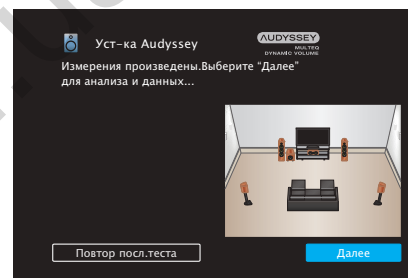 Уст-ка Audyssey
AUDYSSEY
MULTEQ
DYNAMIC VOLUME
Измерения произведены.Выберите “Далее”
для анализа и данных...
Повтор посл.теста
Далее